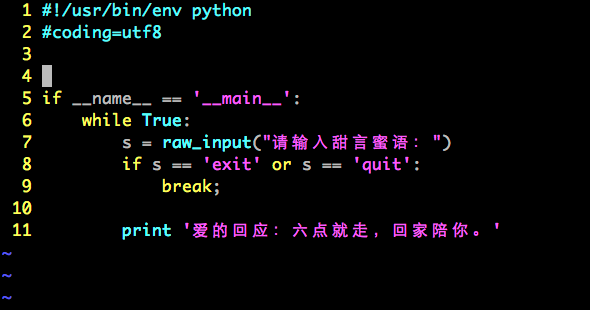 1 #!/usr/bin/env python
2 #coding=utf8
3
4
5 if __name__ == '__main__':
6     while True:
7         s = raw_input("请输入甜言蜜语：")
8         if s == 'exit' or s == 'quit':
9             break;
10
11         print '爱的回应：六点就走，回家陪你。'
~
~
~